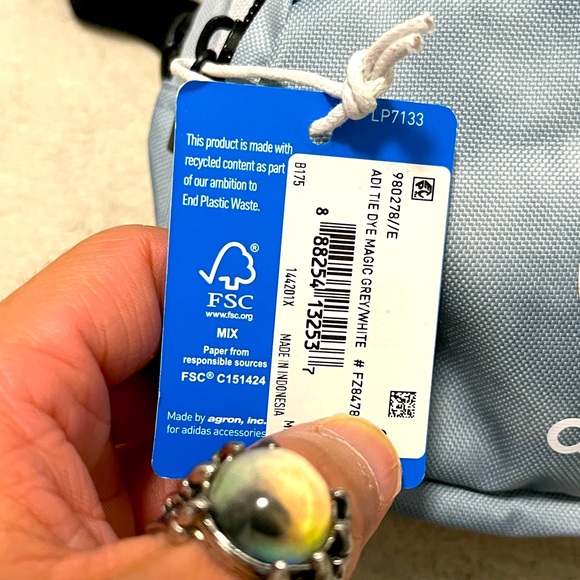 LP7133
This product is made with
recycled content as part
of our ambition to
End Plastic Waste.
FSC®
www.fsc.org
MIX
Paper from
responsible sources
FSC® C151424
Made by agron, inc.
for adidas accessories
980278//E
ADI TIE DYE MAGIC GREY/WHITE # FZ8478
8 88254 13253 7
B175 144201X MADE IN INDONESIA